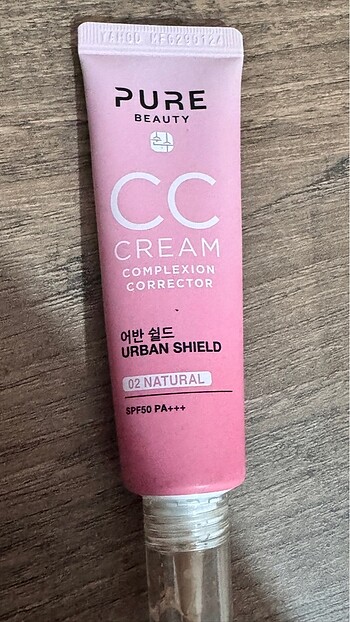 PURE
BEAUTY
CC
CREAM
COMPLEXION
CORRECTOR
어반 쉴드
URBAN SHIELD
02 NATURAL
SPF50 PA+++